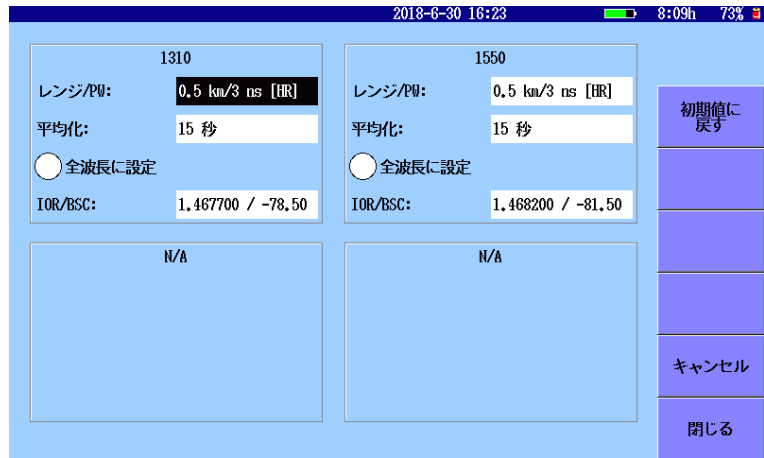 2018-6-30 16:23 8:09h 73%
1310
レンジ/PW: 0.5 km/3 ns [HR]
平均化: 15 秒
全波長に設定
IOR/BSC: 1.467700 / -78.50
1550
レンジ/PW: 0.5 km/3 ns [HR]
平均化: 15 秒
全波長に設定
IOR/BSC: 1.468200 / -81.50
N/A
N/A
初期値に
戻す
キャンセル
閉じる